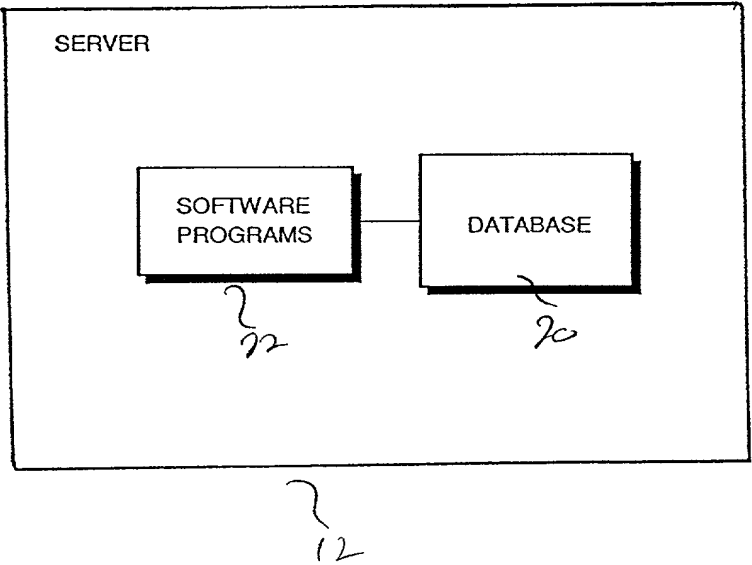 SERVER
SOFTWARE
PROGRAMS
DATABASE
22
20
12